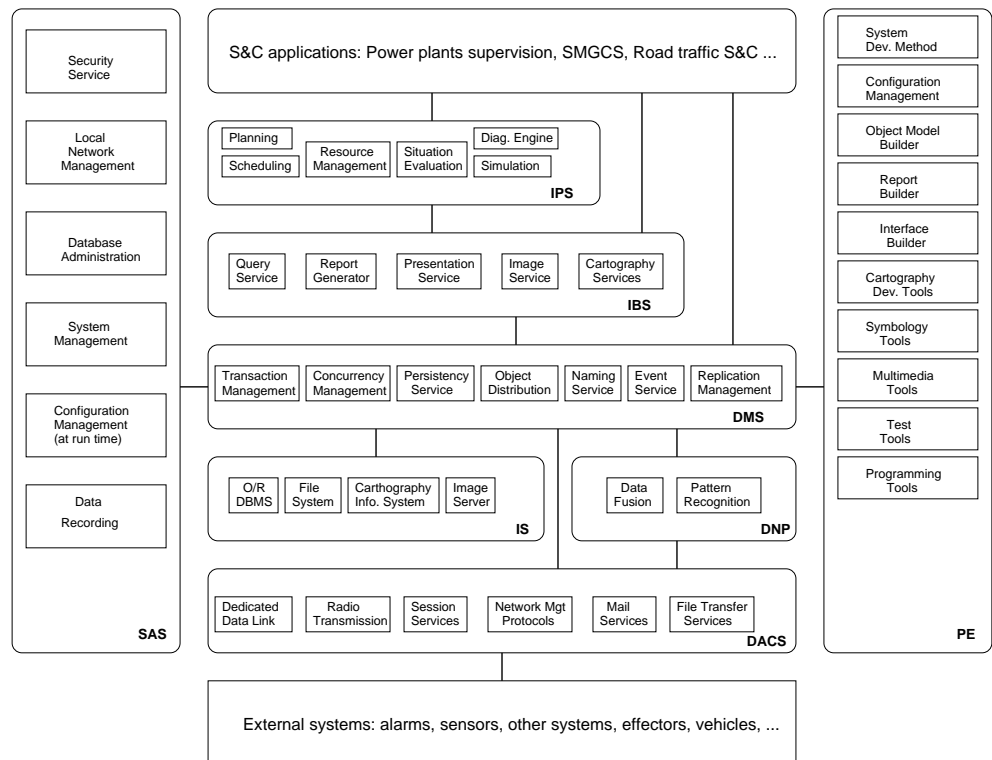 Security
Service
Local
Network
Management
Database
Administration
System
Management
Configuration
Management
(at run time)
Data
Recording
SAS
S&C applications: Power plants supervision, SMGCS, Road traffic S&C ...
Planning
Scheduling
Resource
Management
Situation
Evaluation
Diag. Engine
Simulation
IPS
Query
Service
Report
Generator
Presentation
Service
Image
Service
Cartography
Services
IBS
Transaction
Management
Concurrency
Management
Persistency
Service
Object
Distribution
Naming
Service
Event
Service
Replication
Management
DMS
O/R
DBMS
File
System
Carthography
Info. System
Image
Server
IS
Data
Fusion
Pattern
Recognition
DNP
Dedicated
Data Link
Radio
Transmission
Session
Services
Network Mgt
Protocols
Mail
Services
File Transfer
Services
DACS
External systems: alarms, sensors, other systems, effectors, vehicles, ...
System
Dev. Method
Configuration
Management
Object Model
Builder
Report
Builder
Interface
Builder
Cartography
Dev. Tools
Symbology
Tools
Multimedia
Tools
Test
Tools
Programming
Tools
PE